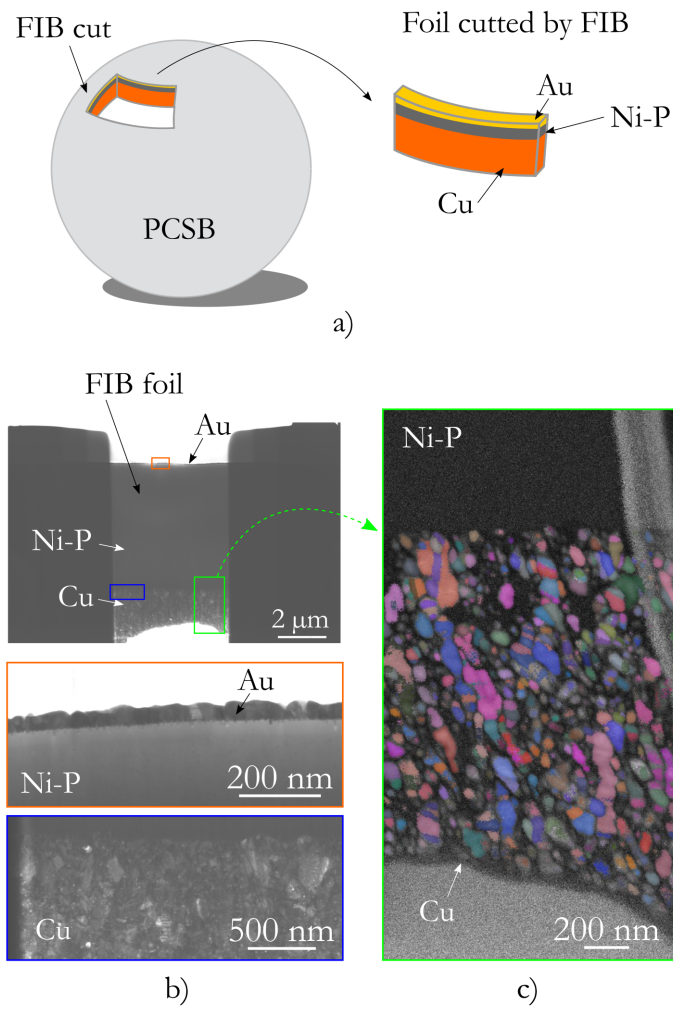 FIB cut
Foil cutted by FIB
Au
Ni-P
Cu
PCSB
a)
FIB foil
Au
Ni-P
Cu
2 μm
Au
Ni-P
200 nm
Cu
500 nm
b)
Ni-P
Cu
200 nm
c)